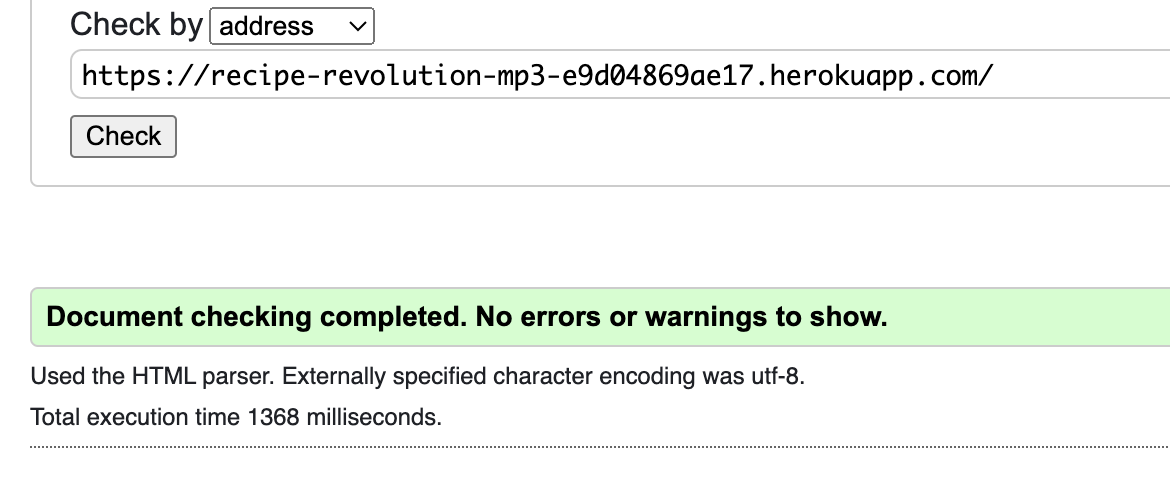 Check by address
https://recipe-revolution-mp3-e9d04869ae17.herokuapp.com/
Check
Document checking completed. No errors or warnings to show.
Used the HTML parser. Externally specified character encoding was utf-8.
Total execution time 1368 milliseconds.